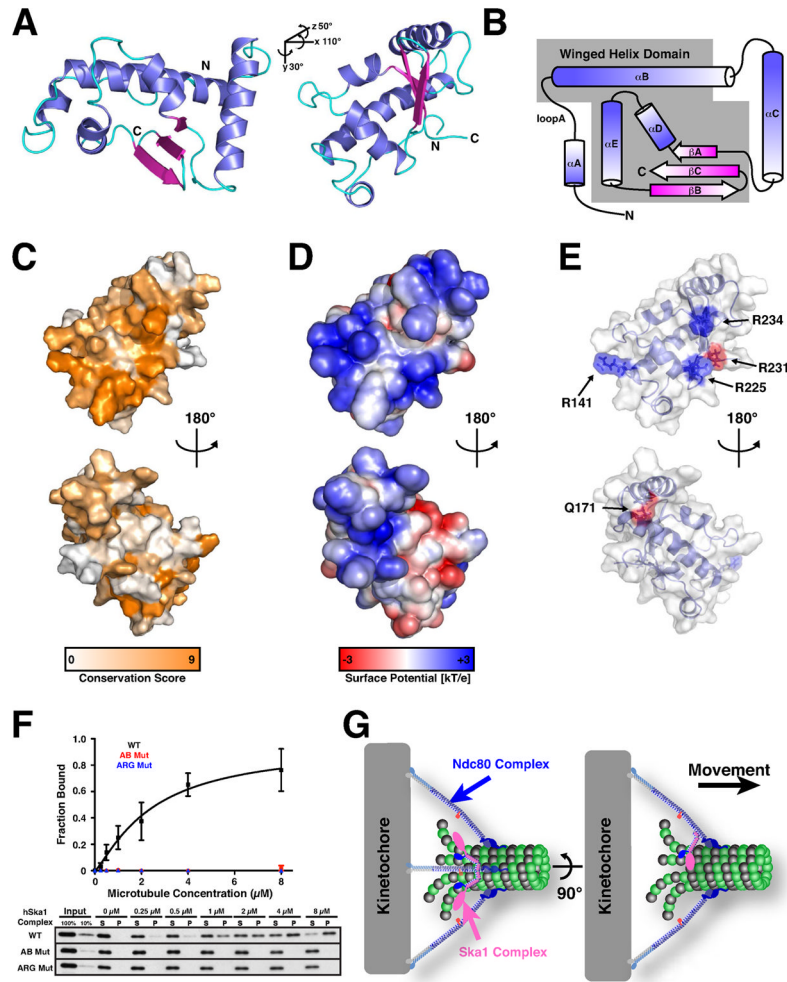 A
N
C
z 50°
x 110°
y 30°
N
C
B
Winged Helix Domain
αB
αC
loopA
αA
αE
αD
βA
C
βC
βB
N
C
180°
0
9
Conservation Score
D
180°
-3
+3
Surface Potential [kT/e]
E
R234
R231
R225
R141
180°
Q171
F
WT
AB Mut
ARG Mut
Fraction Bound
1.0
0.8
0.6
0.4
0.2
0
0
2
4
6
8
Microtubule Concentration (µM)
hSka1 Complex
Input
0 µM
0.25 µM
0.5 µM
1 µM
2 µM
4 µM
8 µM
100% 10% S P S P S P S P S P S P S P
WT
AB Mut
ARG Mut
G
Kinetochore
Ndc80 Complex
Ska1 Complex
90°
Kinetochore
Movement